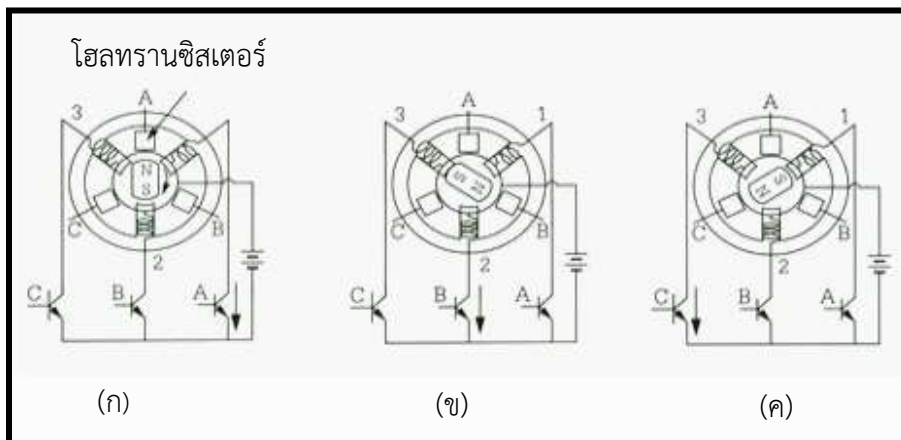 โฮลทรานซิสเตอร์
A A A
3 3 1 3 1
N
S
S N N S
C B C B C B
2 2 2
C B A C B A C B A
(ก) (ข) (ค)